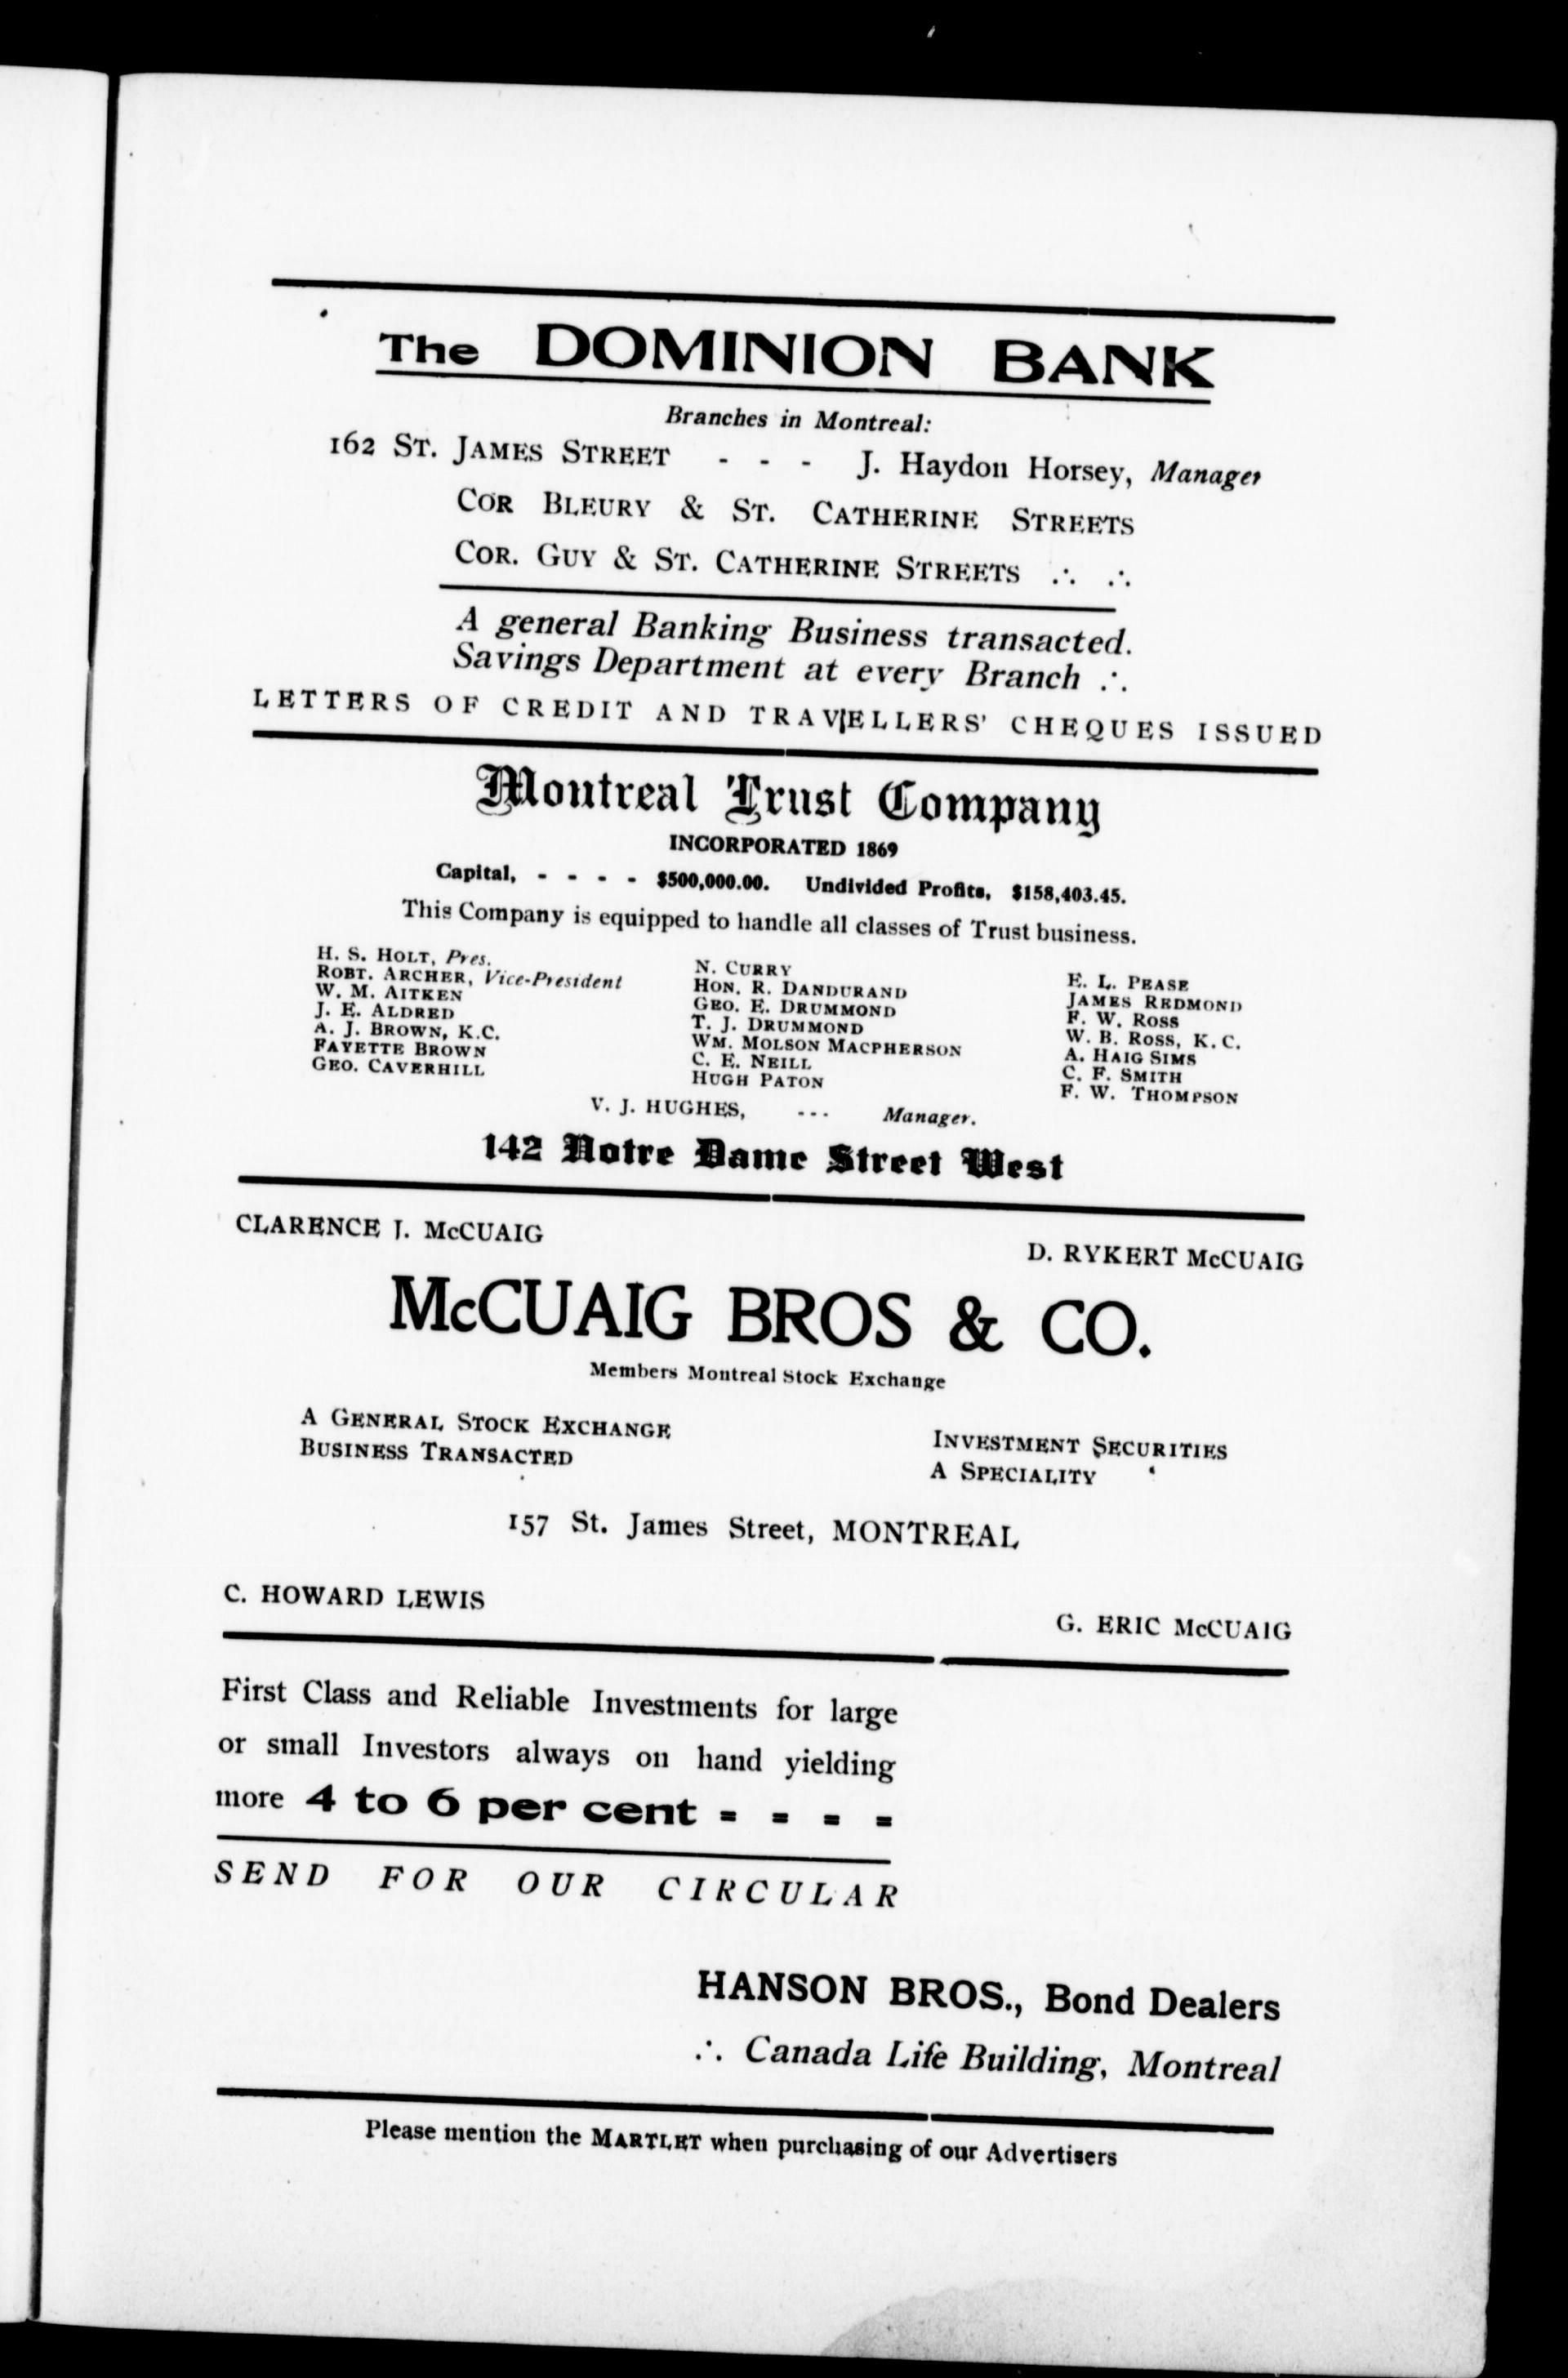 The DOMINION BANK
Branches in Montreal:
162 ST. JAMES STREET - - - J. Haydon Horsey, Manager
COR BLEURY & ST. CATHERINE STREETS
COR. GUY & ST. CATHERINE STREETS ∴ ∴
A general Banking Business transacted.
Savings Department at every Branch ∴
LETTERS OF CREDIT AND TRAVELLERS' CHEQUES ISSUED
Montreal Trust Company
INCORPORATED 1869
Capital, - - - - $500,000.00. Undivided Profits, $158,403.45.
This Company is equipped to handle all classes of Trust business.
H. S. HOLT, Pres.
ROBT. ARCHER, Vice-President
W. M. AITKEN
J. E. ALDRED
A. J. BROWN, K.C.
FAYETTE BROWN
GEO. CAVERHILL
N. CURRY
HON. R. DANDURAND
GEO. E. DRUMMOND
T. J. DRUMMOND
WM. MOLSON MACPHERSON
C. E. NEILL
HUGH PATON
E. L. PEASE
JAMES REDMOND
F. W. ROSS
W. B. ROSS, K. C.
A. HAIG SIMS
C. F. SMITH
F. W. THOMPSON
V. J. HUGHES, --- Manager.
142 Notre Dame Street West
CLARENCE J. McCUAIG
D. RYKERT McCUAIG
McCUAIG BROS & CO.
Members Montreal Stock Exchange
A GENERAL STOCK EXCHANGE
BUSINESS TRANSACTED
INVESTMENT SECURITIES
A SPECIALITY
157 St. James Street, MONTREAL
C. HOWARD LEWIS
G. ERIC McCUAIG
First Class and Reliable Investments for large
or small Investors always on hand yielding
more 4 to 6 per cent = = = =
SEND FOR OUR CIRCULAR
HANSON BROS., Bond Dealers
∴ Canada Life Building, Montreal
Please mention the MARTLET when purchasing of our Advertisers